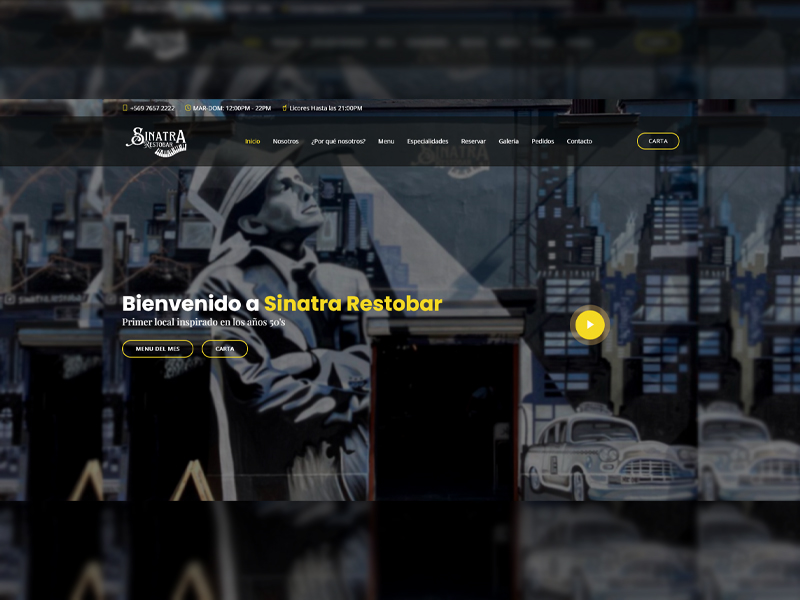 +569 7657 2222 MAR-DOM: 12:00PM - 22PM Licores Hasta las 21:00PM
SINATRA
RESTOBAR
Inicio Nosotros ¿Por qué nosotros? Menu Especialidades Reservar Galeria Pedidos Contacto CARTA
SINATRA
Bienvenido a Sinatra Restobar
Primer local inspirado en los años 50's
MENU DEL MES CARTA